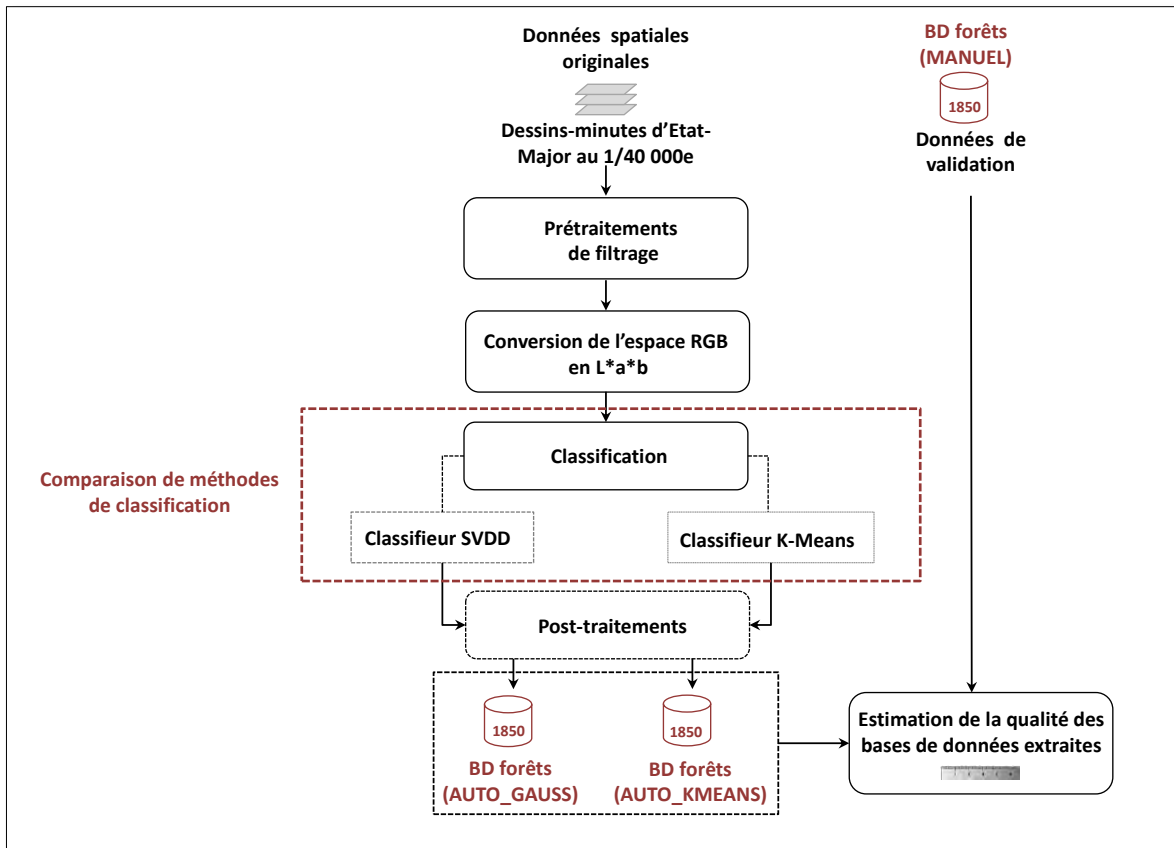 Données spatiales
originales
Dessins-minutes d'Etat-
Major au 1/40 000e
BD forêts
(MANUEL)
1850
Données de
validation
Prétraitements
de filtrage
Conversion de l'espace RGB
en L*a*b
Comparaison de méthodes
de classification
Classification
Classifieur SVDD
Classifieur K-Means
Post-traitements
1850
BD forêts
(AUTO_GAUSS)
1850
BD forêts
(AUTO_KMEANS)
Estimation de la qualité des
bases de données extraites